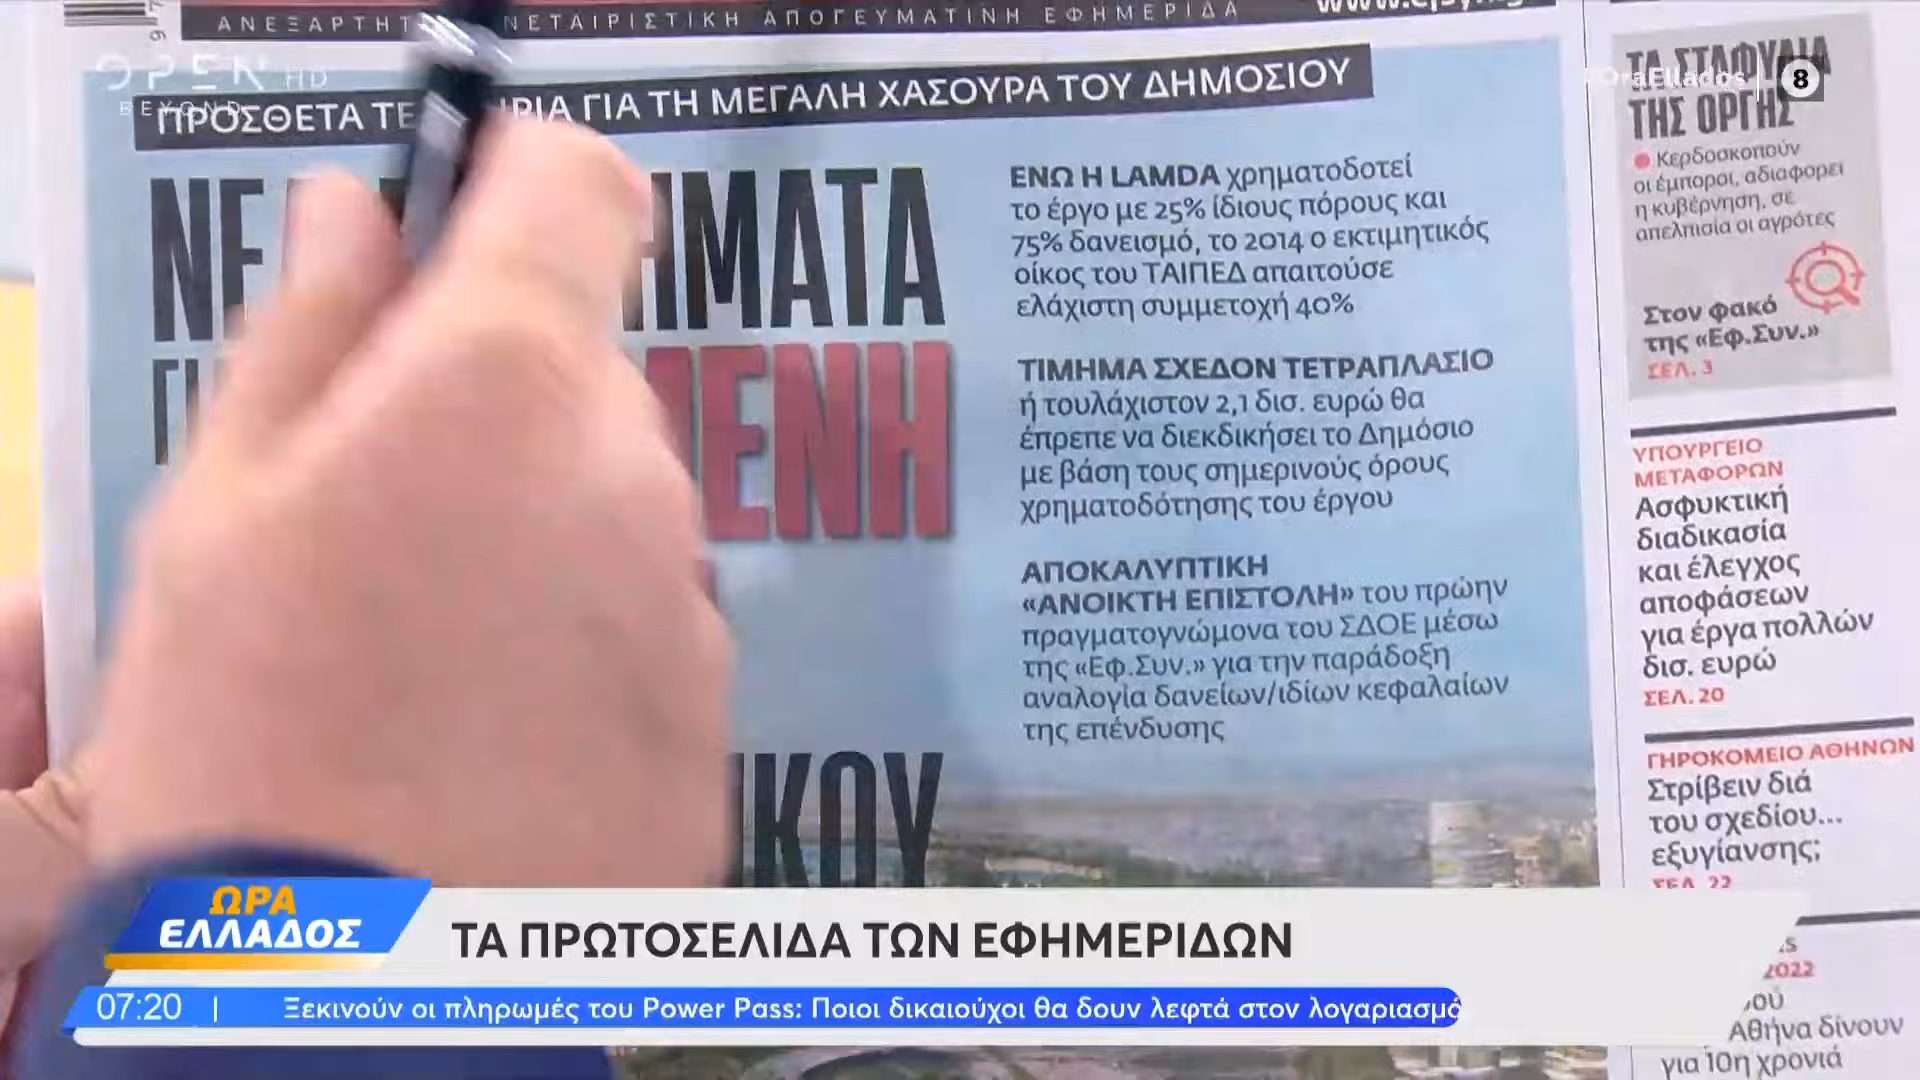 ΝΕΤΑΙΡΙΣΤΙΚΗ ΑΠΟΓΕΥΜΑΤΙΝΗ ΕΦΗΜΕΡΙΔΑ
OPEN HD
BEYOND
#OraEllados | 8
ΠΡΟΣΘΕΤΑ ΤΕ ΡΙΑ ΓΙΑ ΤΗ ΜΕΓΑΛΗ ΧΑΣΟΥΡΑ ΤΟΥ ΔΗΜΟΣΙΟΥ
ΗΜΑΤΑ
ΜΕΝΗ
ΙΚΟΥ
ΕΝΩ Η LAMDA χρηματοδοτεί
το έργο με 25% ίδιους πόρους και
75% δανεισμό, το 2014 ο εκτιμητικός
οίκος του ΤΑΙΠΕΔ απαιτούσε
ελάχιστη συμμετοχή 40%
ΤΙΜΗΜΑ ΣΧΕΔΟΝ ΤΕΤΡΑΠΛΑΣΙΟ
ή τουλάχιστον 2,1 δισ. ευρώ θα
έπρεπε να διεκδικήσει το Δημόσιο
με βάση τους σημερινούς όρους
χρηματοδότησης του έργου
ΑΠΟΚΑΛΥΠΤΙΚΗ
«ΑΝΟΙΚΤΗ ΕΠΙΣΤΟΛΗ» του πρώην
πραγματογνώμονα του ΣΔΟΕ μέσω
της «Εφ.Συν.» για την παράδοξη
αναλογία δανείων/ιδίων κεφαλαίων
της επένδυσης
ΤΑ ΣΤΑΦΥΛΙΑ
ΤΗΣ ΟΡΓΗΣ
Κερδοσκοπούν
οι έμποροι, αδιαφορεί
η κυβέρνηση, σε
απελπισία οι αγρότες
Στον φακό
της «Εφ.Συν.»
ΣΕΛ. 3
ΥΠΟΥΡΓΕΙΟ
ΜΕΤΑΦΟΡΩΝ
Ασφυκτική
διαδικασία
και έλεγχος
αποφάσεων
για έργα πολλών
δισ. ευρώ
ΣΕΛ. 20
ΓΗΡΟΚΟΜΕΙΟ ΑΘΗΝΩΝ
Στρίβειν διά
του σχεδίου...
εξυγίανσης;
ΣΕΛ. 22
2022
Αθήνα δίνουν
για 10η χρονιά
ΩΡΑ
ΕΛΛΑΔΟΣ
ΤΑ ΠΡΩΤΟΣΕΛΙΔΑ ΤΩΝ ΕΦΗΜΕΡΙΔΩΝ
07:20 | Ξεκινούν οι πληρωμές του Power Pass: Ποιοι δικαιούχοι θα δουν λεφτά στον λογαριασμό